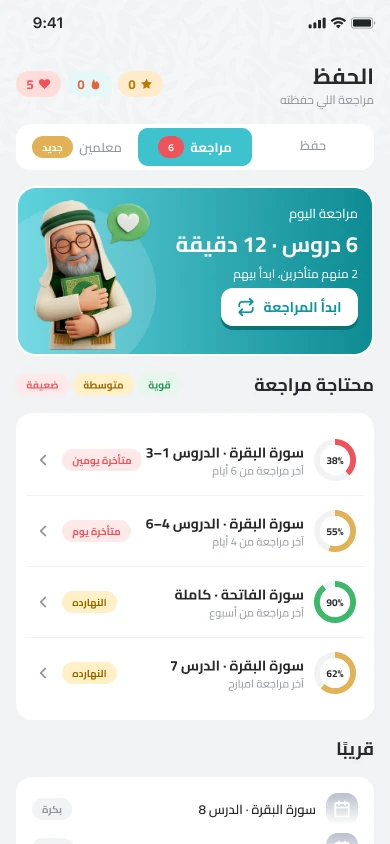 9:41
الحفظ
مراجعة اللي حفظته
0
0
5
حفظ
مراجعة 6
معلمين جديد
مراجعة اليوم
6 دروس · 12 دقيقة
2 منهم متأخرين، ابدأ بيهم
ابدأ المراجعة
محتاجة مراجعة
قوية
متوسطة
ضعيفة
38%
سورة البقرة · الدروس 1–3
متأخرة يومين
آخر مراجعة من 6 أيام
55%
سورة البقرة · الدروس 4–6
متأخرة يوم
آخر مراجعة من 4 أيام
90%
سورة الفاتحة · كاملة
النهارده
آخر مراجعة من أسبوع
62%
سورة البقرة · الدرس 7
النهارده
آخر مراجعة امبارح
قريبًا
سورة البقرة · الدرس 8
بكرة